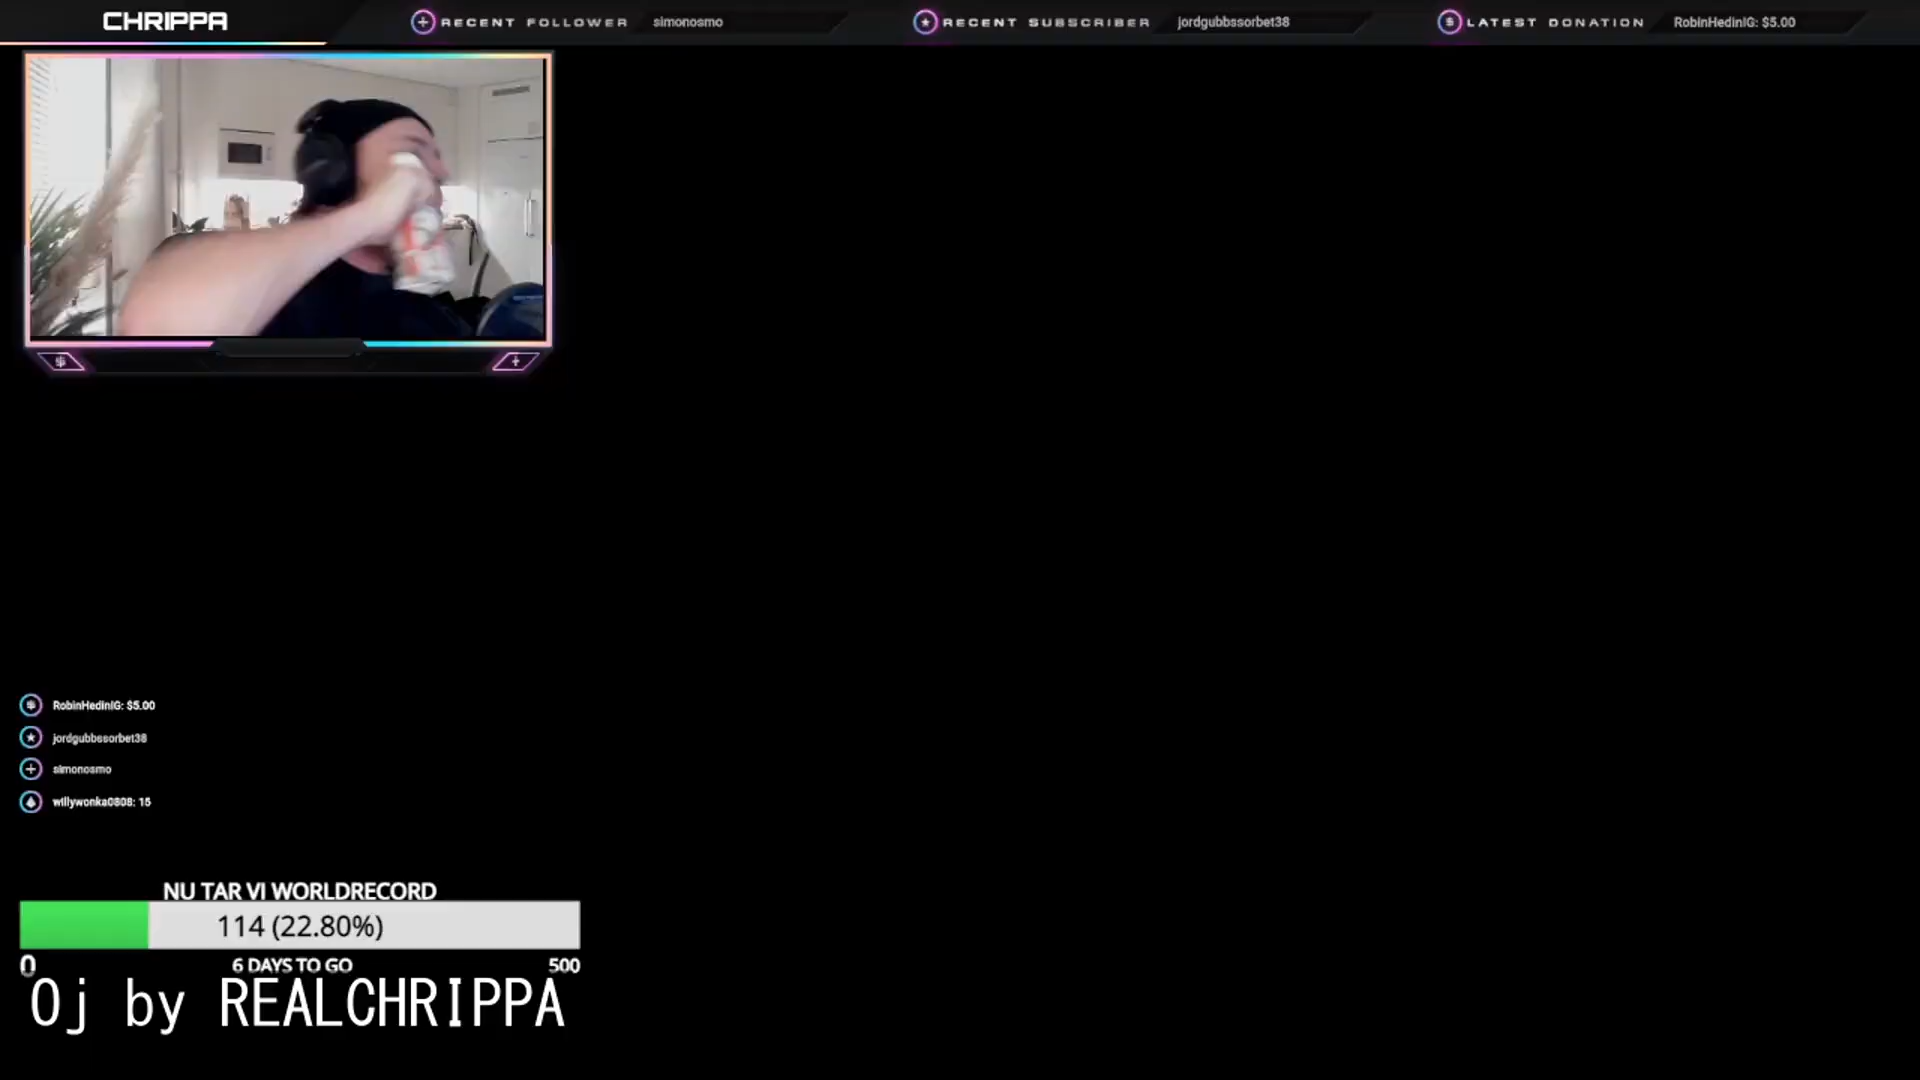 CHRIPPA
RECENT FOLLOWER simonosmo
RECENT SUBSCRIBER jordgubbssorbet38
LATEST DONATION RobinHedinIG: $5.00
RobinHedinIG: $5.00
jordgubbssorbet38
simonosmo
willywonka0808: 15
NU TAR VI WORLDRECORD
114 (22.80%)
0 6 DAYS TO GO 500
Oj by REALCHRIPPA